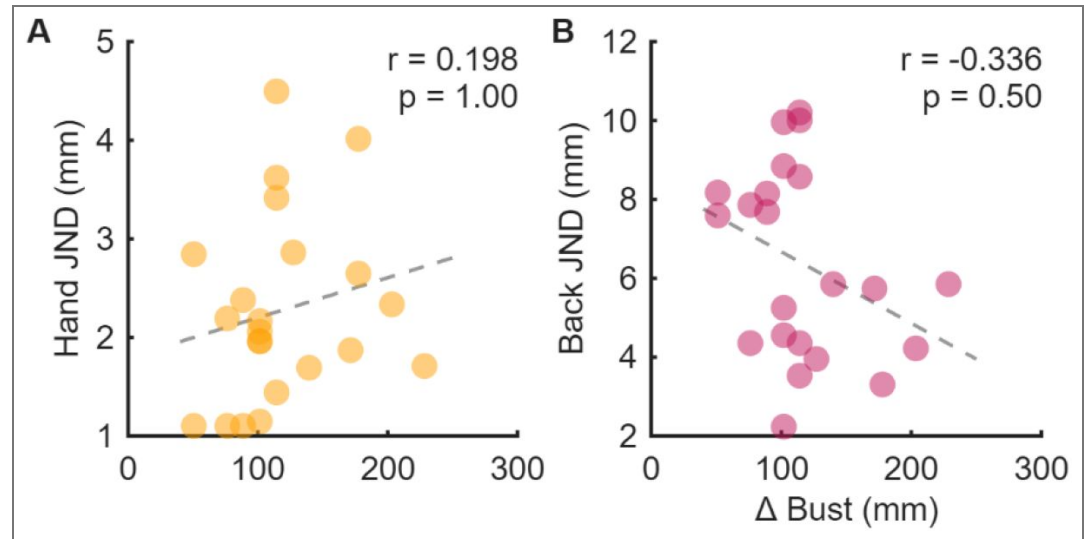 A
r = 0.198
p = 1.00
Hand JND (mm)
5
4
3
2
1
0
100
200
300
B
r = -0.336
p = 0.50
Back JND (mm)
12
10
8
6
4
2
0
100
200
300
Δ Bust (mm)